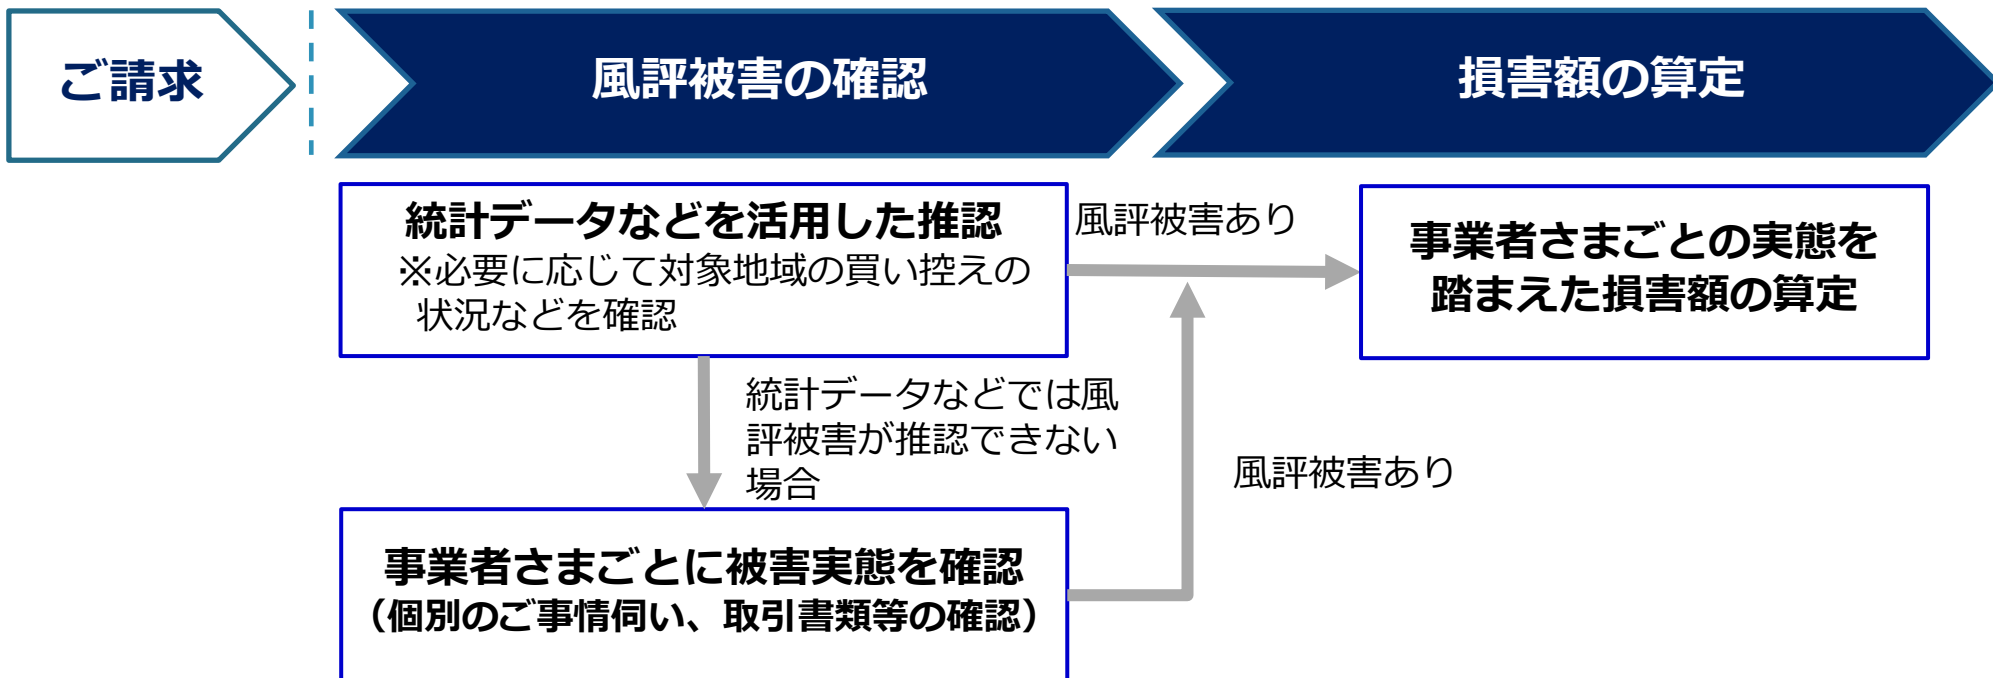 ご請求
風評被害の確認
損害額の算定
統計データなどを活用した推認
※必要に応じて対象地域の買い控えの
状況などを確認
風評被害あり
事業者さまごとの実態を
踏まえた損害額の算定
統計データなどでは風
評被害が推認できない
場合
風評被害あり
事業者さまごとに被害実態を確認
（個別のご事情伺い、取引書類等の確認）